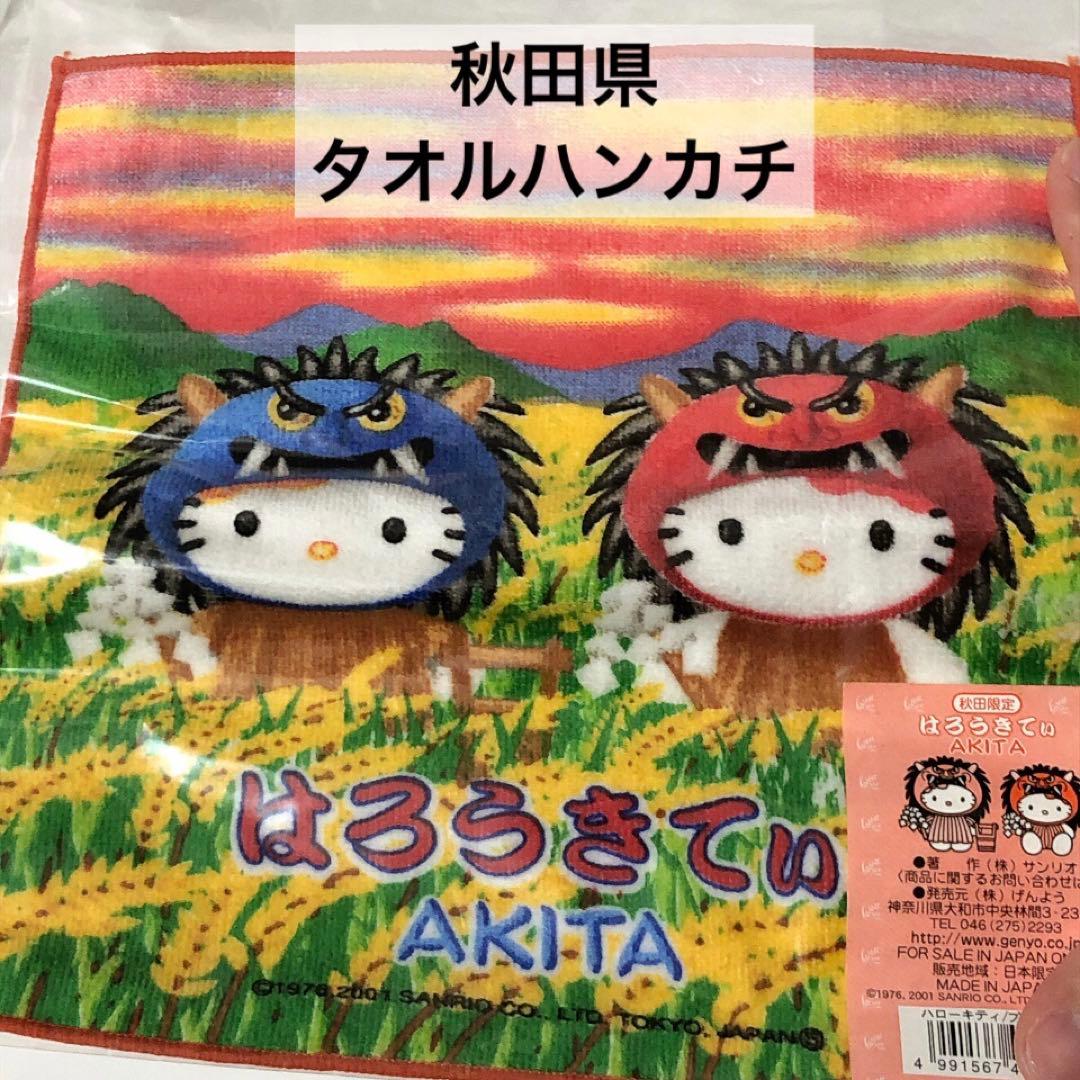 秋田県
タオルハンカチ
はろうきてぃ
AKITA
©1976, 2001 SANRIO CO., LTD. TOKYO, JAPAN Ⓢ
秋田限定
はろうきてぃ
AKITA
●著 作(株)サンリオ
(商品に関するお問い合わせは
●発売元(株)げんよう
神奈川県大和市中央林間3-23
TEL 046(275)2293
http://www.genyo.co.jp
FOR SALE IN JAPAN ON
販売地域:日本限定
MADE IN JAPA
©1976, 2001 SANRIO CO., LTD
ハローキティ/プ
4 991567 4